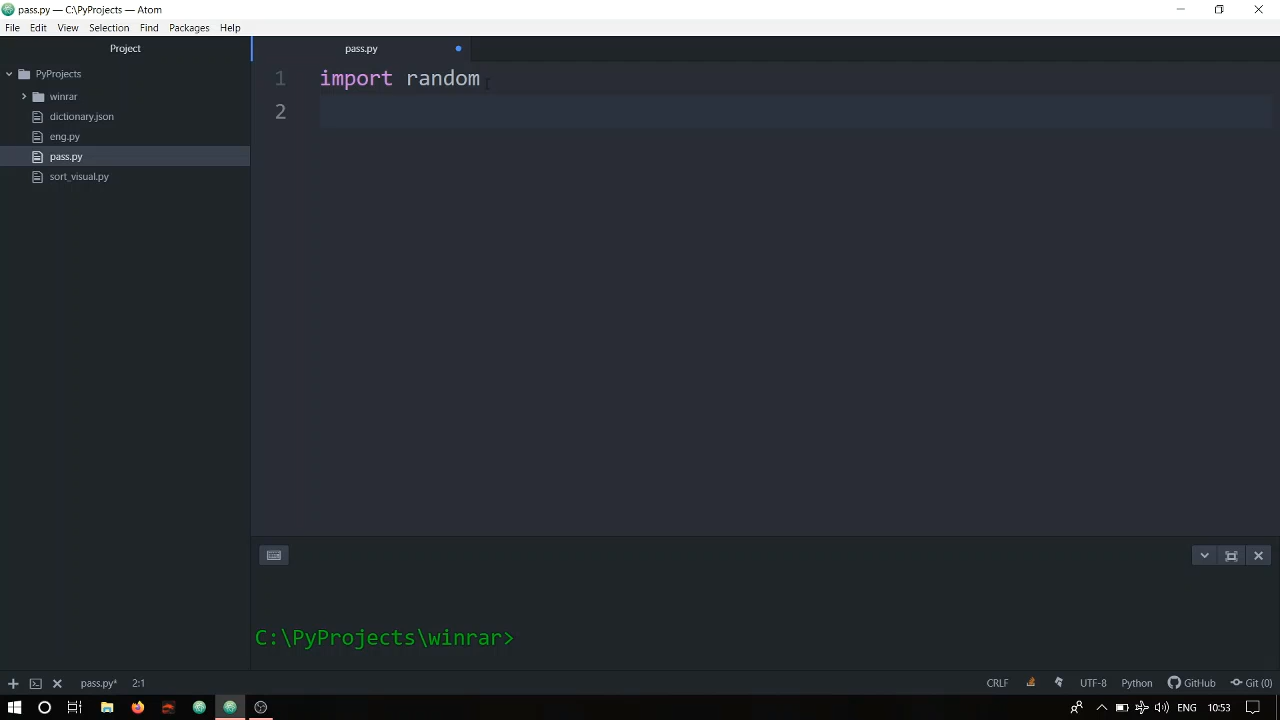 pass.py — C:\PyProjects — Atom
File Edit View Selection Find Packages Help
Project
pass.py
PyProjects
winrar
dictionary.json
eng.py
pass.py
sort_visual.py
1 import random
2
C:\PyProjects\winrar>
pass.py* 2:1 CRLF UTF-8 Python GitHub Git (0)
ENG 10:53